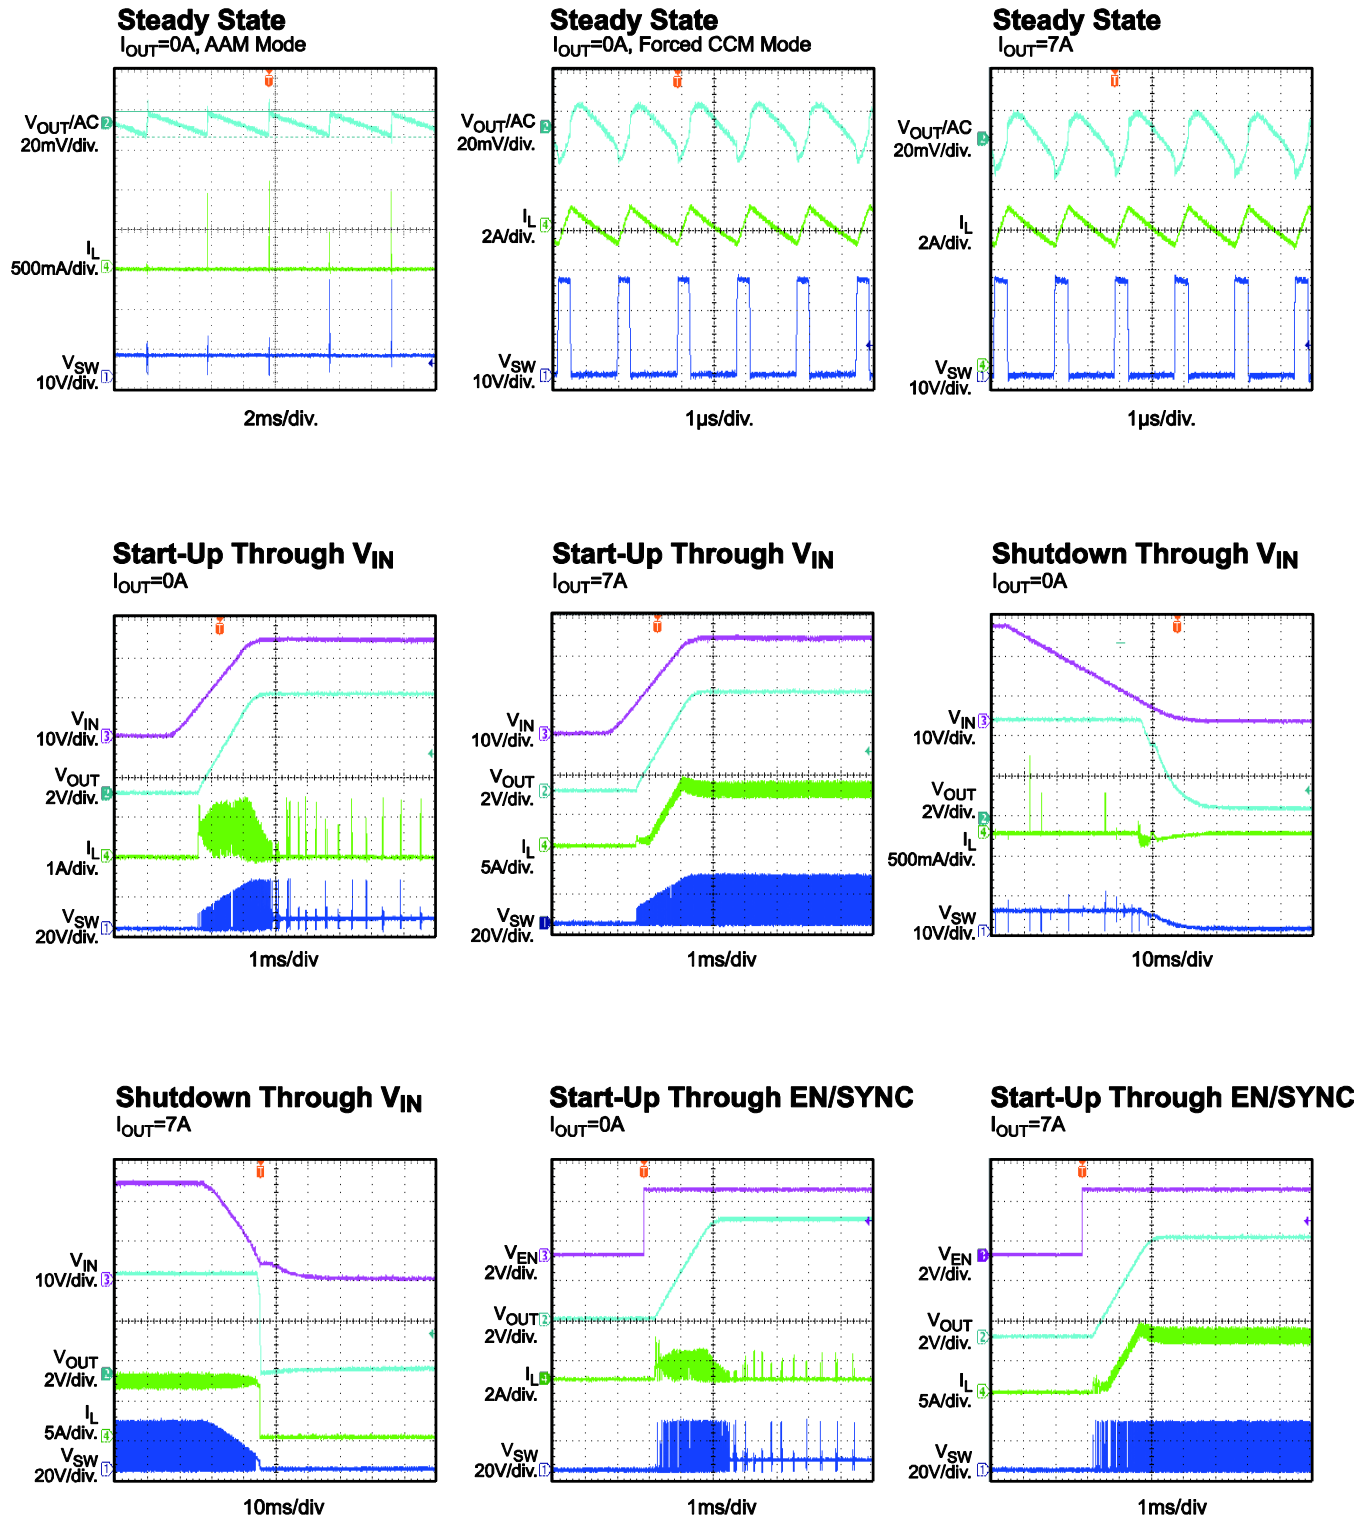 Steady State
IOUT=0A, AAM Mode
VOUT/AC
20mV/div.
IL
500mA/div.
VSW
10V/div.
2ms/div.
Steady State
IOUT=0A, Forced CCM Mode
VOUT/AC
20mV/div.
IL
2A/div.
VSW
10V/div.
1µs/div.
Steady State
IOUT=7A
VOUT/AC
20mV/div.
IL
2A/div.
VSW
10V/div.
1µs/div.
Start-Up Through VIN
IOUT=0A
VIN
10V/div.
VOUT
2V/div.
IL
1A/div.
VSW
20V/div.
1ms/div
Start-Up Through VIN
IOUT=7A
VIN
10V/div.
VOUT
2V/div.
IL
5A/div.
VSW
20V/div.
1ms/div
Shutdown Through VIN
IOUT=0A
VIN
10V/div.
VOUT
2V/div.
IL
500mA/div.
VSW
10V/div.
10ms/div
Shutdown Through VIN
IOUT=7A
VIN
10V/div.
VOUT
2V/div.
IL
5A/div.
VSW
20V/div.
10ms/div
Start-Up Through EN/SYNC
IOUT=0A
VEN
2V/div.
VOUT
2V/div.
IL
2A/div.
VSW
20V/div.
1ms/div
Start-Up Through EN/SYNC
IOUT=7A
VEN
2V/div.
VOUT
2V/div.
IL
5A/div.
VSW
20V/div.
1ms/div